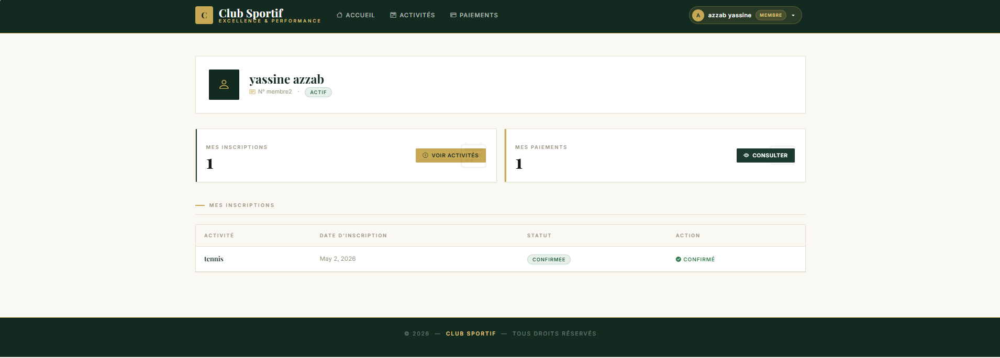 C
Club Sportif
EXCELLENCE & PERFORMANCE
ACCUEIL
ACTIVITÉS
PAIEMENTS
A azzab yassine MEMBRE
yassine azzab
N° membre2 · ACTIF
MES INSCRIPTIONS
1
VOIR ACTIVITÉS
MES PAIEMENTS
1
CONSULTER
MES INSCRIPTIONS
ACTIVITÉ DATE D'INSCRIPTION STATUT ACTION
tennis May 2, 2026 CONFIRMEE CONFIRMÉ
© 2026 — CLUB SPORTIF — TOUS DROITS RÉSERVÉS